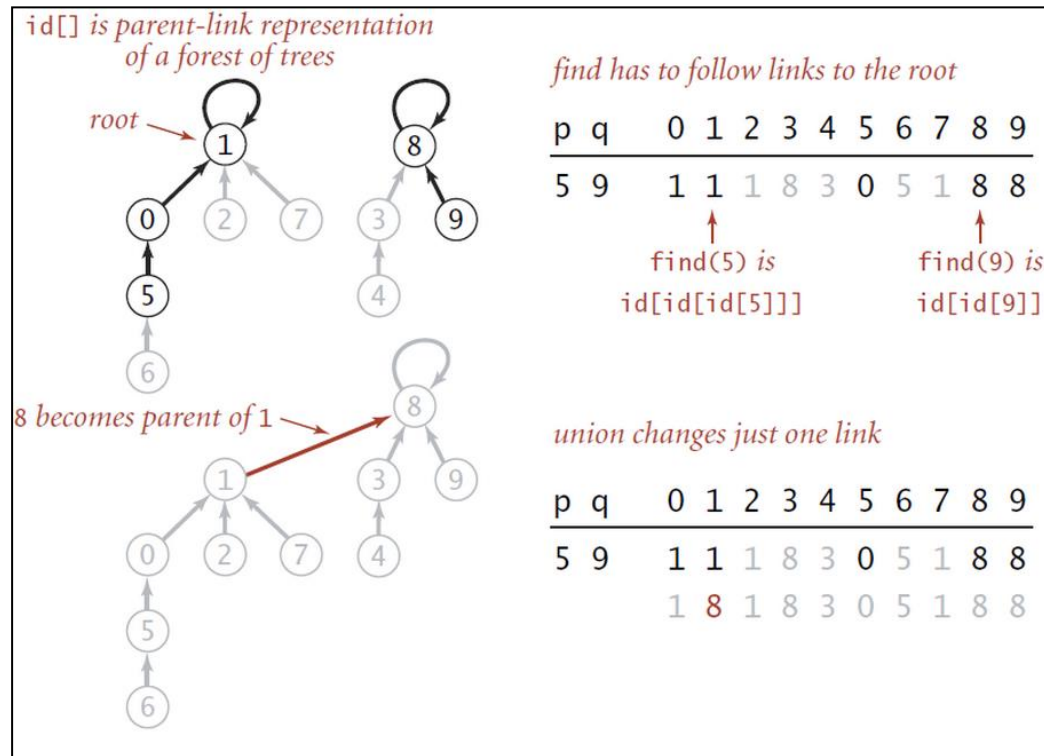 id[] is parent-link representation
of a forest of trees
root
1
8
0
2
7
3
9
5
4
6
find has to follow links to the root
p q 0 1 2 3 4 5 6 7 8 9
5 9 1 1 1 8 3 0 5 1 8 8
find(5) is
id[id[id[5]]]
find(9) is
id[id[9]]
8 becomes parent of 1
8
1
3
9
0
2
7
4
5
6
union changes just one link
p q 0 1 2 3 4 5 6 7 8 9
5 9 1 1 1 8 3 0 5 1 8 8
1 8 1 8 3 0 5 1 8 8